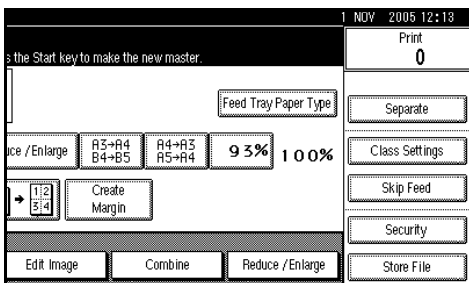 1 NOV 2005 12:13
Print
0
s the Start key to make the new master.
Feed Tray Paper Type
Separate
uce / Enlarge
A3→A4
B4→B5
A4→A3
A5→A4
93%
100%
Class Settings
→ 1 2
3 4
Create
Margin
Skip Feed
Security
Edit Image
Combine
Reduce / Enlarge
Store File